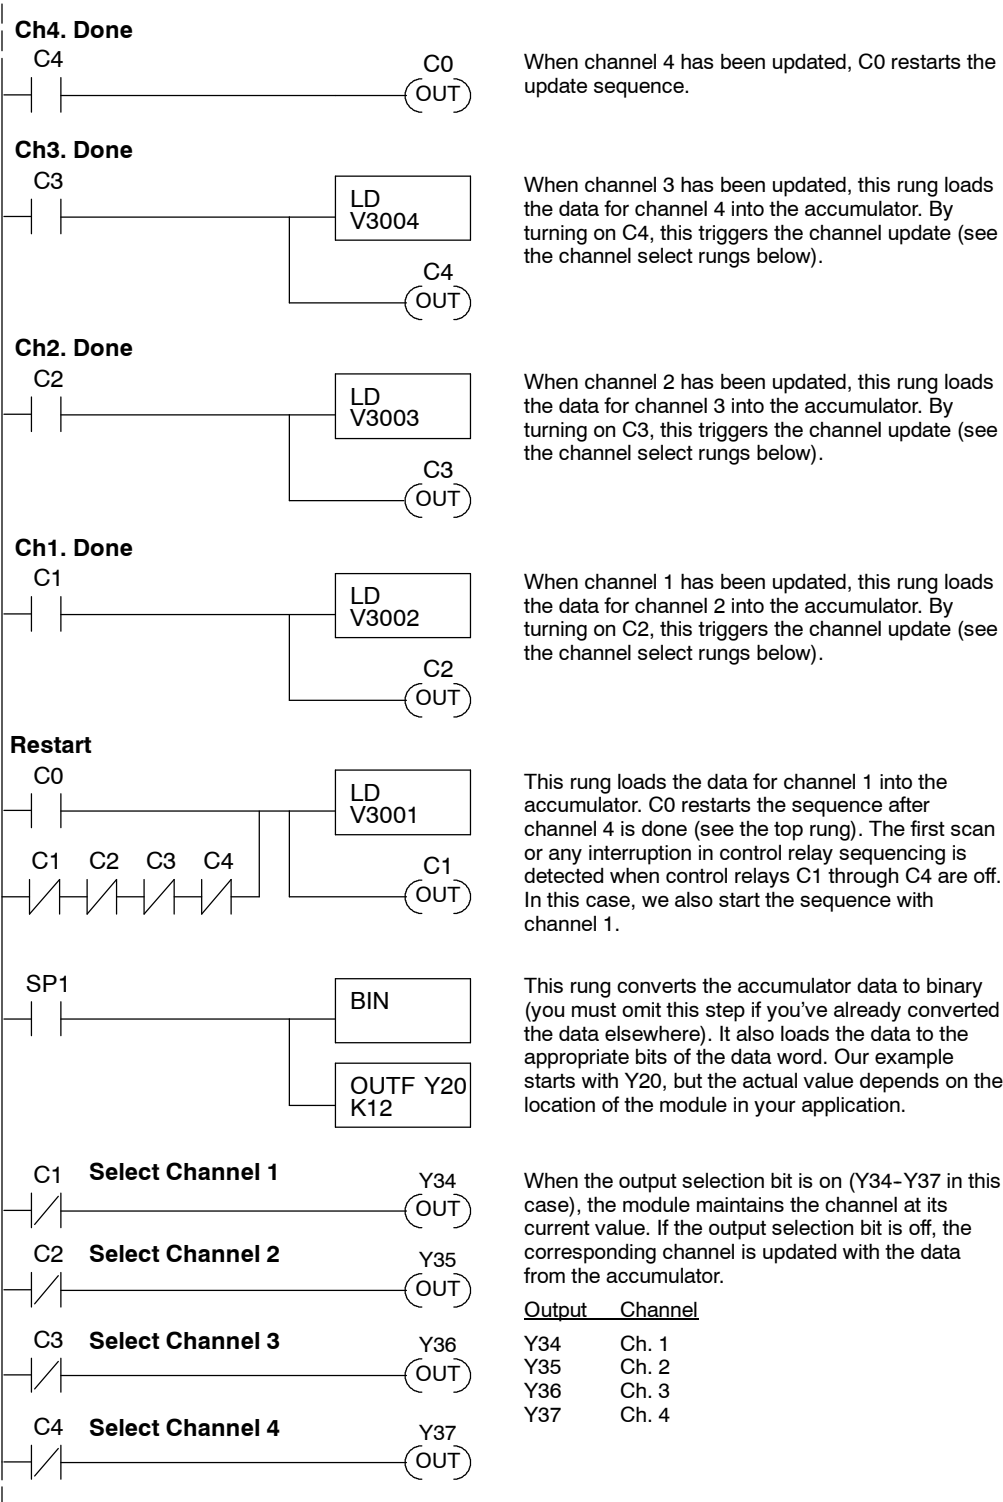 Ch4. Done
C4
C0
OUT
When channel 4 has been updated, C0 restarts the
update sequence.
Ch3. Done
C3
LD
V3004
C4
OUT
When channel 3 has been updated, this rung loads
the data for channel 4 into the accumulator. By
turning on C4, this triggers the channel update (see
the channel select rungs below).
Ch2. Done
C2
LD
V3003
C3
OUT
When channel 2 has been updated, this rung loads
the data for channel 3 into the accumulator. By
turning on C3, this triggers the channel update (see
the channel select rungs below).
Ch1. Done
C1
LD
V3002
C2
OUT
When channel 1 has been updated, this rung loads
the data for channel 2 into the accumulator. By
turning on C2, this triggers the channel update (see
the channel select rungs below).
Restart
C0
LD
V3001
C1 C2 C3 C4
C1
OUT
This rung loads the data for channel 1 into the
accumulator. C0 restarts the sequence after
channel 4 is done (see the top rung). The first scan
or any interruption in control relay sequencing is
detected when control relays C1 through C4 are off.
In this case, we also start the sequence with
channel 1.
SP1
BIN
OUTF Y20
K12
This rung converts the accumulator data to binary
(you must omit this step if you've already converted
the data elsewhere). It also loads the data to the
appropriate bits of the data word. Our example
starts with Y20, but the actual value depends on the
location of the module in your application.
C1 Select Channel 1 Y34
OUT
C2 Select Channel 2 Y35
OUT
C3 Select Channel 3 Y36
OUT
C4 Select Channel 4 Y37
OUT
When the output selection bit is on (Y34-Y37 in this
case), the module maintains the channel at its
current value. If the output selection bit is off, the
corresponding channel is updated with the data
from the accumulator.
Output Channel
Y34 Ch. 1
Y35 Ch. 2
Y36 Ch. 3
Y37 Ch. 4